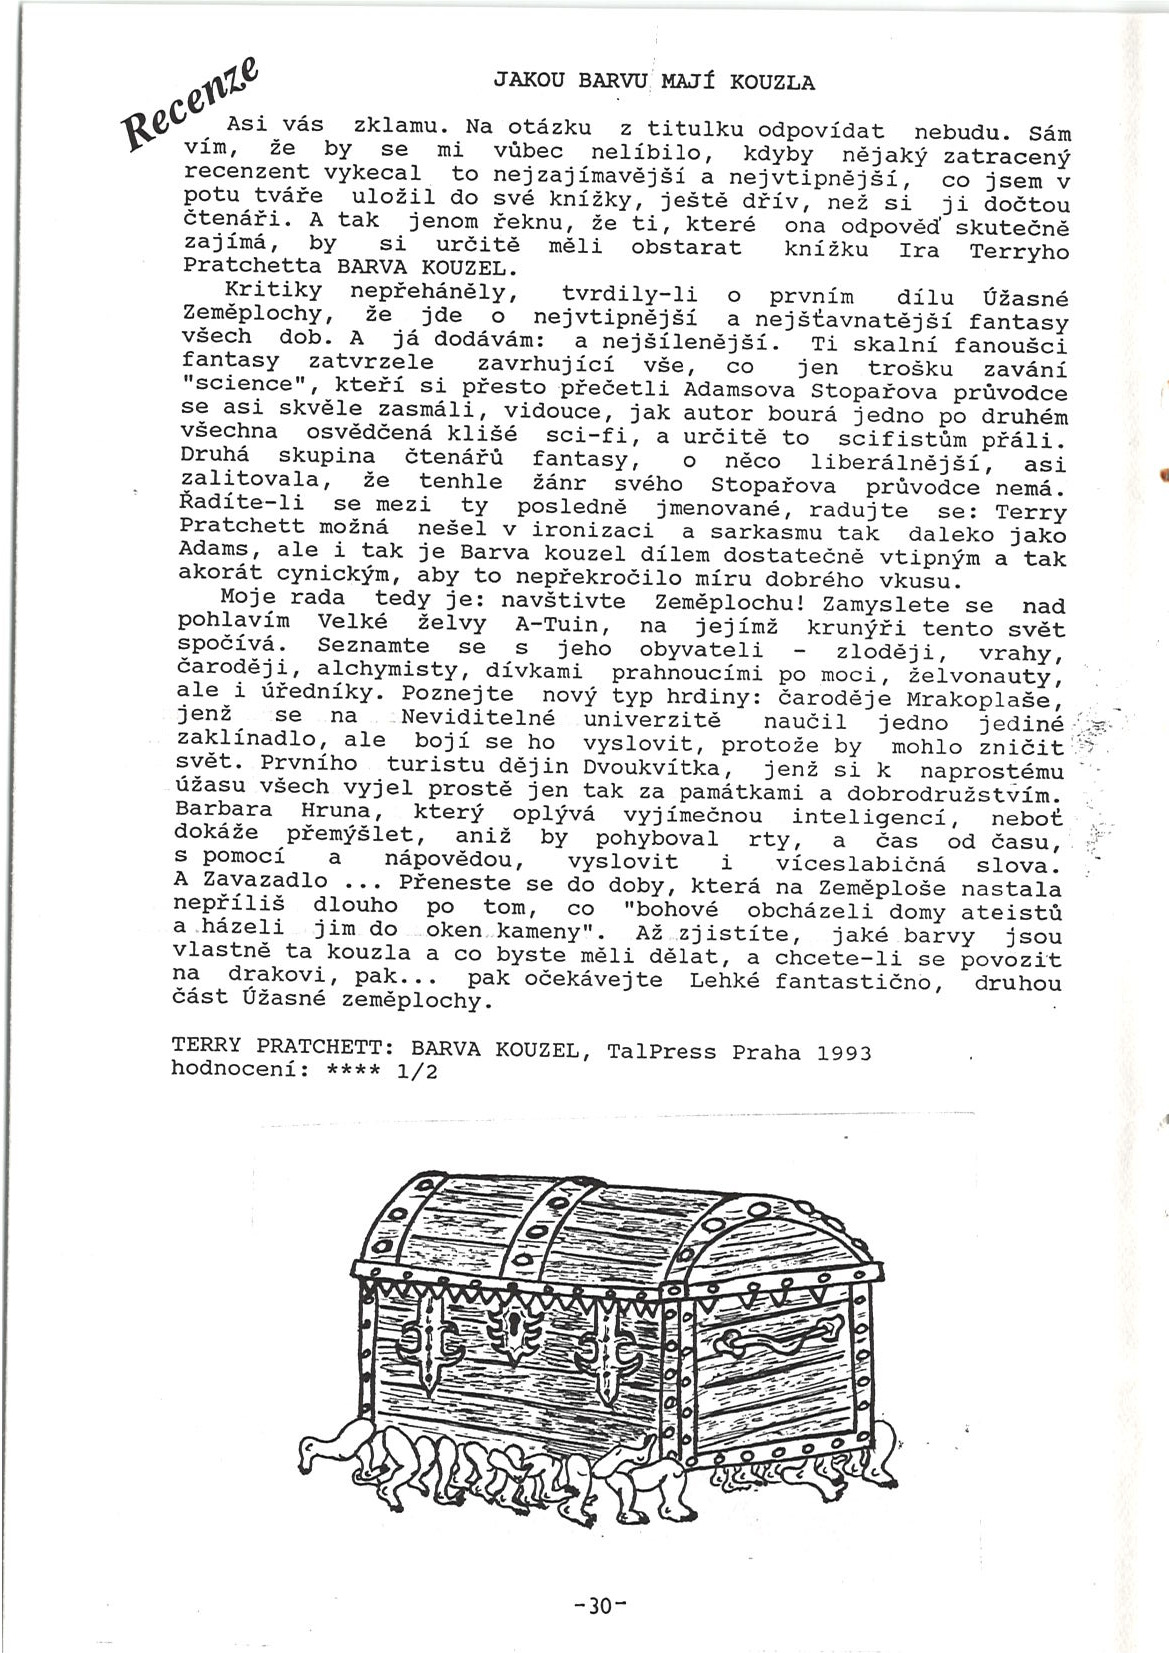 Recenze
JAKOU BARVU MAJÍ KOUZLA
Asi vás zklamu. Na otázku z titulku odpovídat nebudu. Sám
vím, že by se mi vůbec nelíbilo, kdyby nějaký zatracený
recenzent vykecal to nejzajímavější a nejvtipnější, co jsem v
potu tváře uložil do své knížky, ještě dřív, než si ji dočtou
čtenáři. A tak jenom řeknu, že ti, které ona odpověď skutečně
zajímá, by si určitě měli obstarat knížku Ira Terryho
Pratchetta BARVA KOUZEL.
Kritiky nepřeháněly, tvrdily-li o prvním dílu Úžasné
Zeměplochy, že jde o nejvtipnější a nejšťavnatější fantasy
všech dob. A já dodávám: a nejšílenější. Ti skalní fanoušci
fantasy zatvrzele zavrhující vše, co jen trošku zavání
"science", kteří si přesto přečetli Adamsova Stopařova průvodce
se asi skvěle zasmáli, vidouce, jak autor bourá jedno po druhém
všechna osvědčená klišé sci-fi, a určitě to scifistům přáli.
Druhá skupina čtenářů fantasy, o něco liberálnější, asi
zalitovala, že tenhle žánr svého Stopařova průvodce nemá.
Řadíte-li se mezi ty posledně jmenované, radujte se: Terry
Pratchett možná nešel v ironizaci a sarkasmu tak daleko jako
Adams, ale i tak je Barva kouzel dílem dostatečně vtipným a tak
akorát cynickým, aby to nepřekročilo míru dobrého vkusu.
Moje rada tedy je: navštivte Zeměplochu! Zamyslete se nad
pohlavím Velké želvy A-Tuin, na jejímž krunýři tento svět
spočívá. Seznamte se s jeho obyvateli - zloději, vrahy,
čaroději, alchymisty, dívkami prahnoucími po moci, želvonauty,
ale i úředníky. Poznejte nový typ hrdiny: čaroděje Mrakoplaše,
jenž se na Neviditelné univerzitě naučil jedno jediné
zaklínadlo, ale bojí se ho vyslovit, protože by mohlo zničit
svět. Prvního turistu dějin Dvoukvítka, jenž si k naprostému
úžasu všech vyjel prostě jen tak za památkami a dobrodružstvím.
Barbara Hruna, který oplývá vyjímečnou inteligencí, neboť
dokáže přemýšlet, aniž by pohyboval rty, a čas od času,
s pomocí a nápovědou, vyslovit i víceslabičná slova.
A Zavazadlo ... Přeneste se do doby, která na Zeměploše nastala
nepříliš dlouho po tom, co "bohové obcházeli domy ateistů
a házeli jim do oken kameny". Až zjistíte, jaké barvy jsou
vlastně ta kouzla a co byste měli dělat, a chcete-li se povozit
na drakovi, pak... pak očekávejte Lehké fantastično, druhou
část Úžasné zeměplochy.
TERRY PRATCHETT: BARVA KOUZEL, TalPress Praha 1993
hodnocení: **** 1/2
-30-